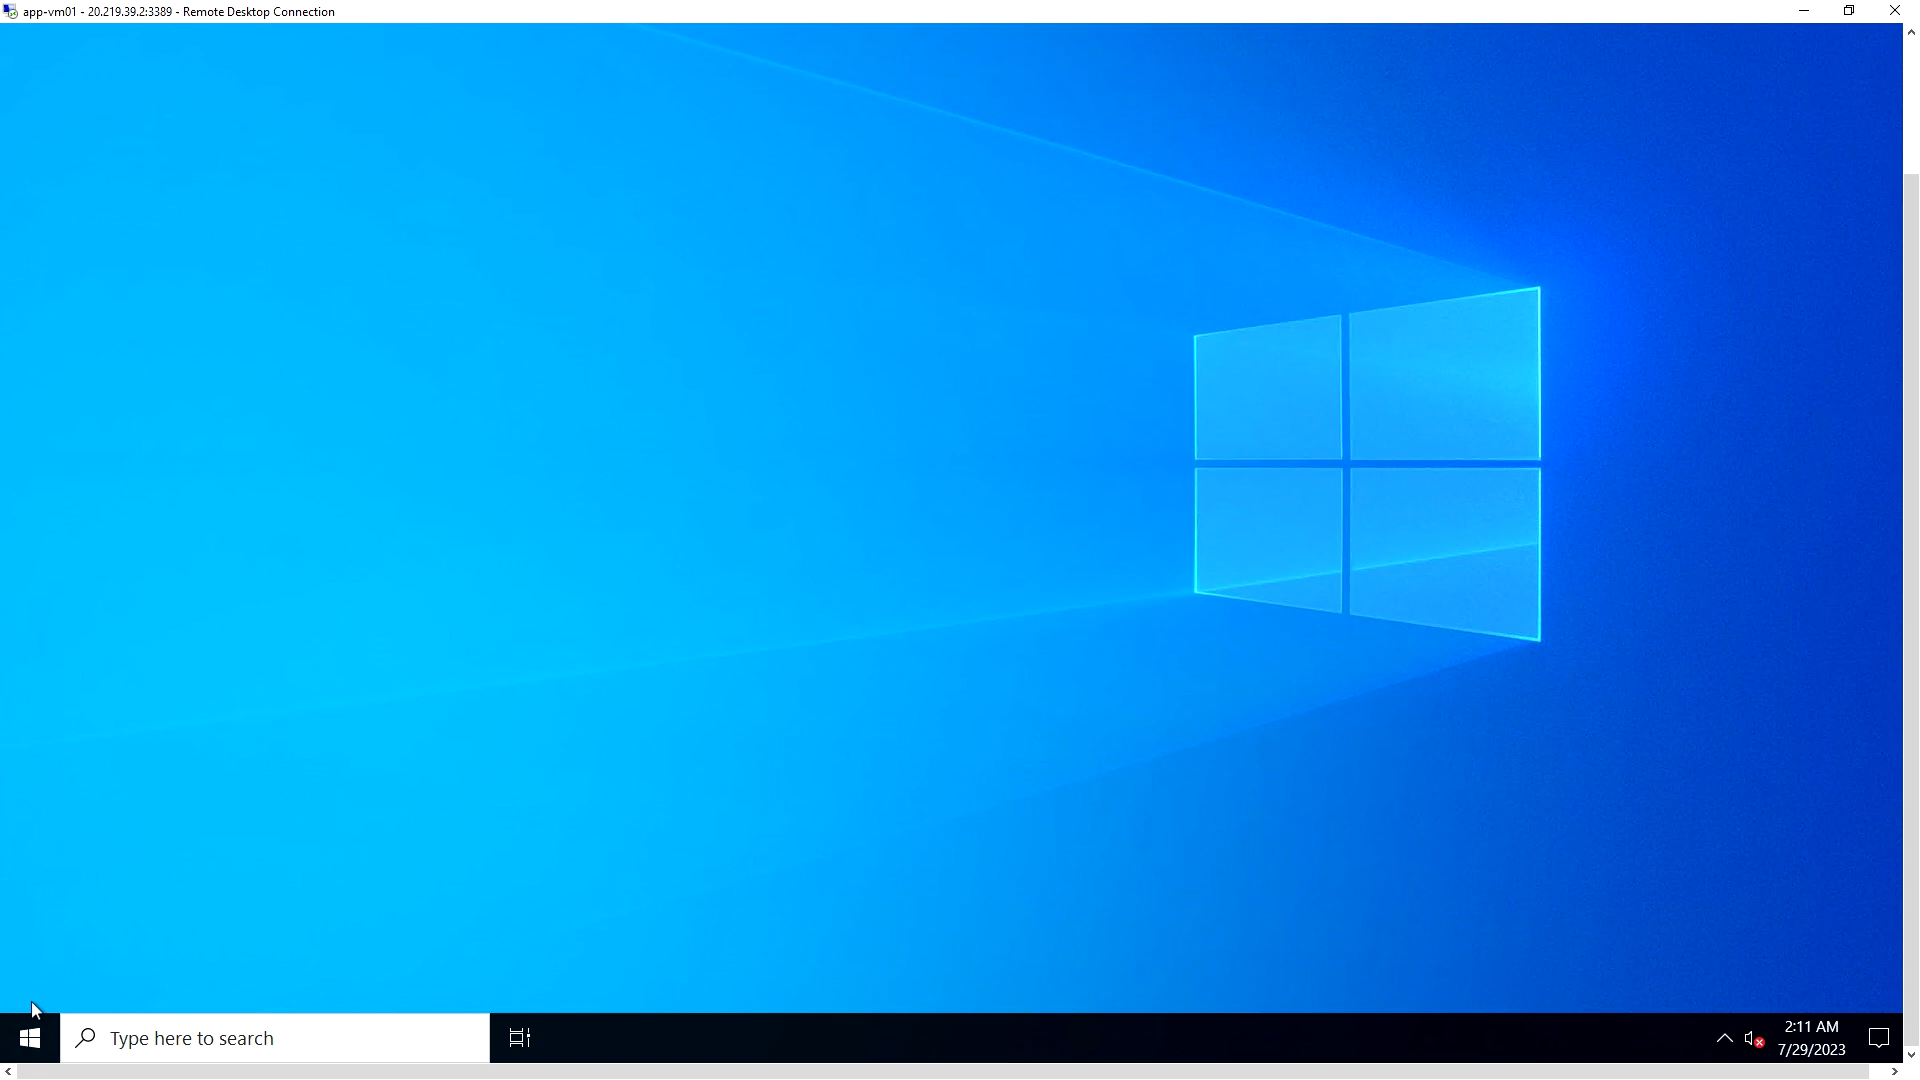 app-vm01 - 20.219.39.2:3389 - Remote Desktop Connection
Type here to search
2:11 AM
7/29/2023